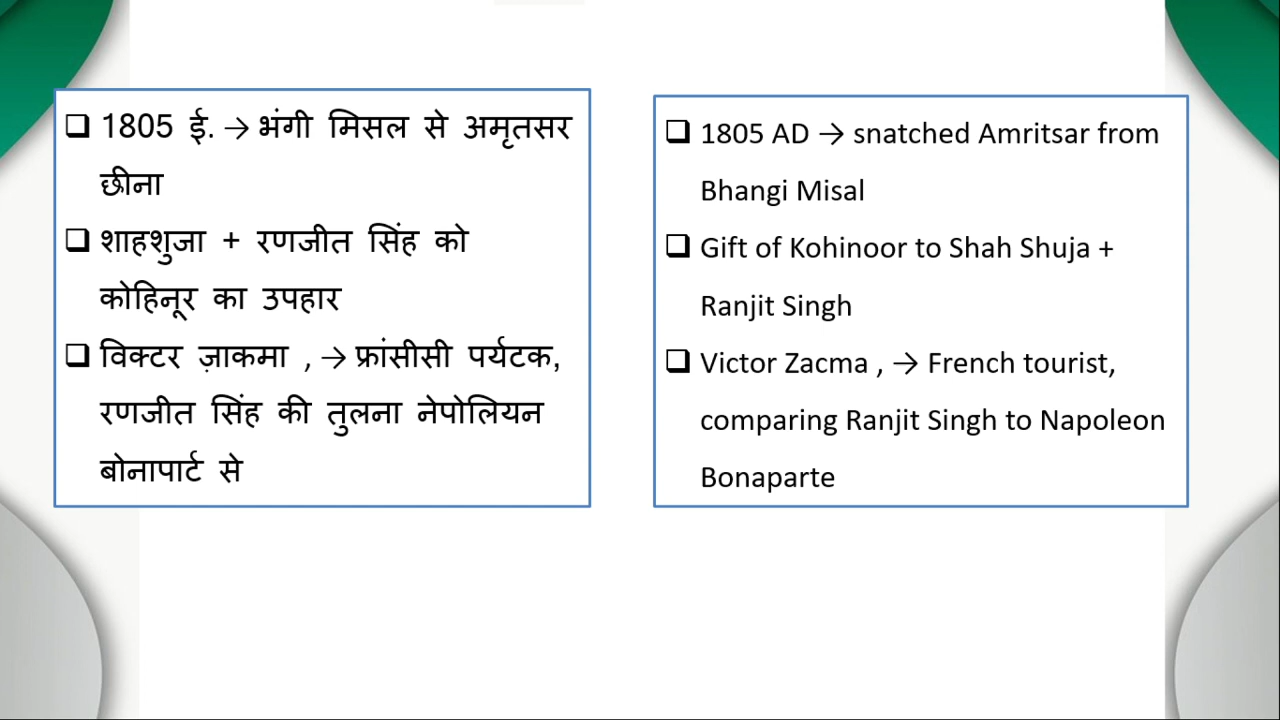 ❑ 1805 ई. → भंगी मिसल से अमृतसर
छीना
❑ शाहशुजा + रणजीत सिंह को
कोहिनूर का उपहार
❑ विक्टर ज़ाकमा , → फ्रांसीसी पर्यटक,
रणजीत सिंह की तुलना नेपोलियन
बोनापार्ट से
❑ 1805 AD → snatched Amritsar from
Bhangi Misal
❑ Gift of Kohinoor to Shah Shuja +
Ranjit Singh
❑ Victor Zacma , → French tourist,
comparing Ranjit Singh to Napoleon
Bonaparte